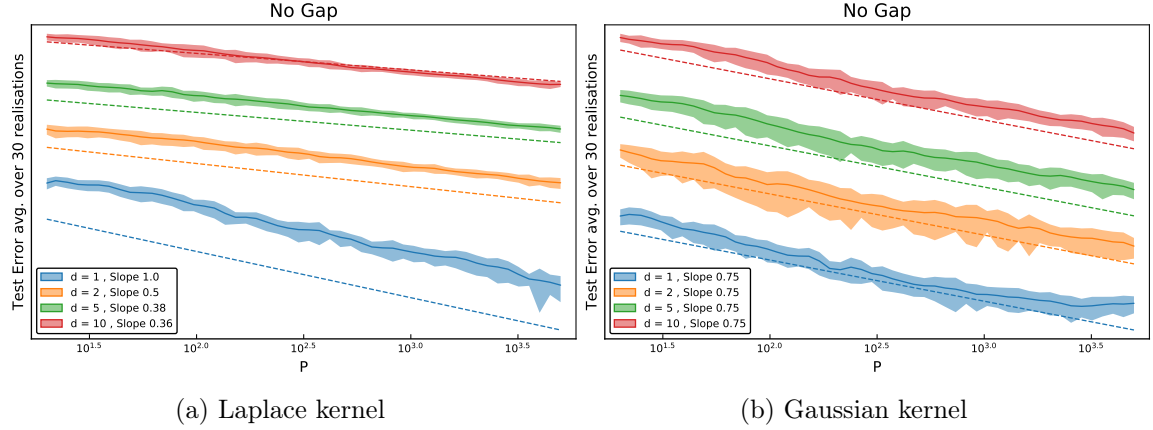 No Gap
Test Error avg. over 30 realisations
d = 1 , Slope 1.0
d = 2 , Slope 0.5
d = 5 , Slope 0.38
d = 10 , Slope 0.36
10^1.5 10^2.0 10^2.5 10^3.0 10^3.5
P
(a) Laplace kernel
No Gap
Test Error avg. over 30 realisations
d = 1 , Slope 0.75
d = 2 , Slope 0.75
d = 5 , Slope 0.75
d = 10 , Slope 0.75
10^1.5 10^2.0 10^2.5 10^3.0 10^3.5
P
(b) Gaussian kernel